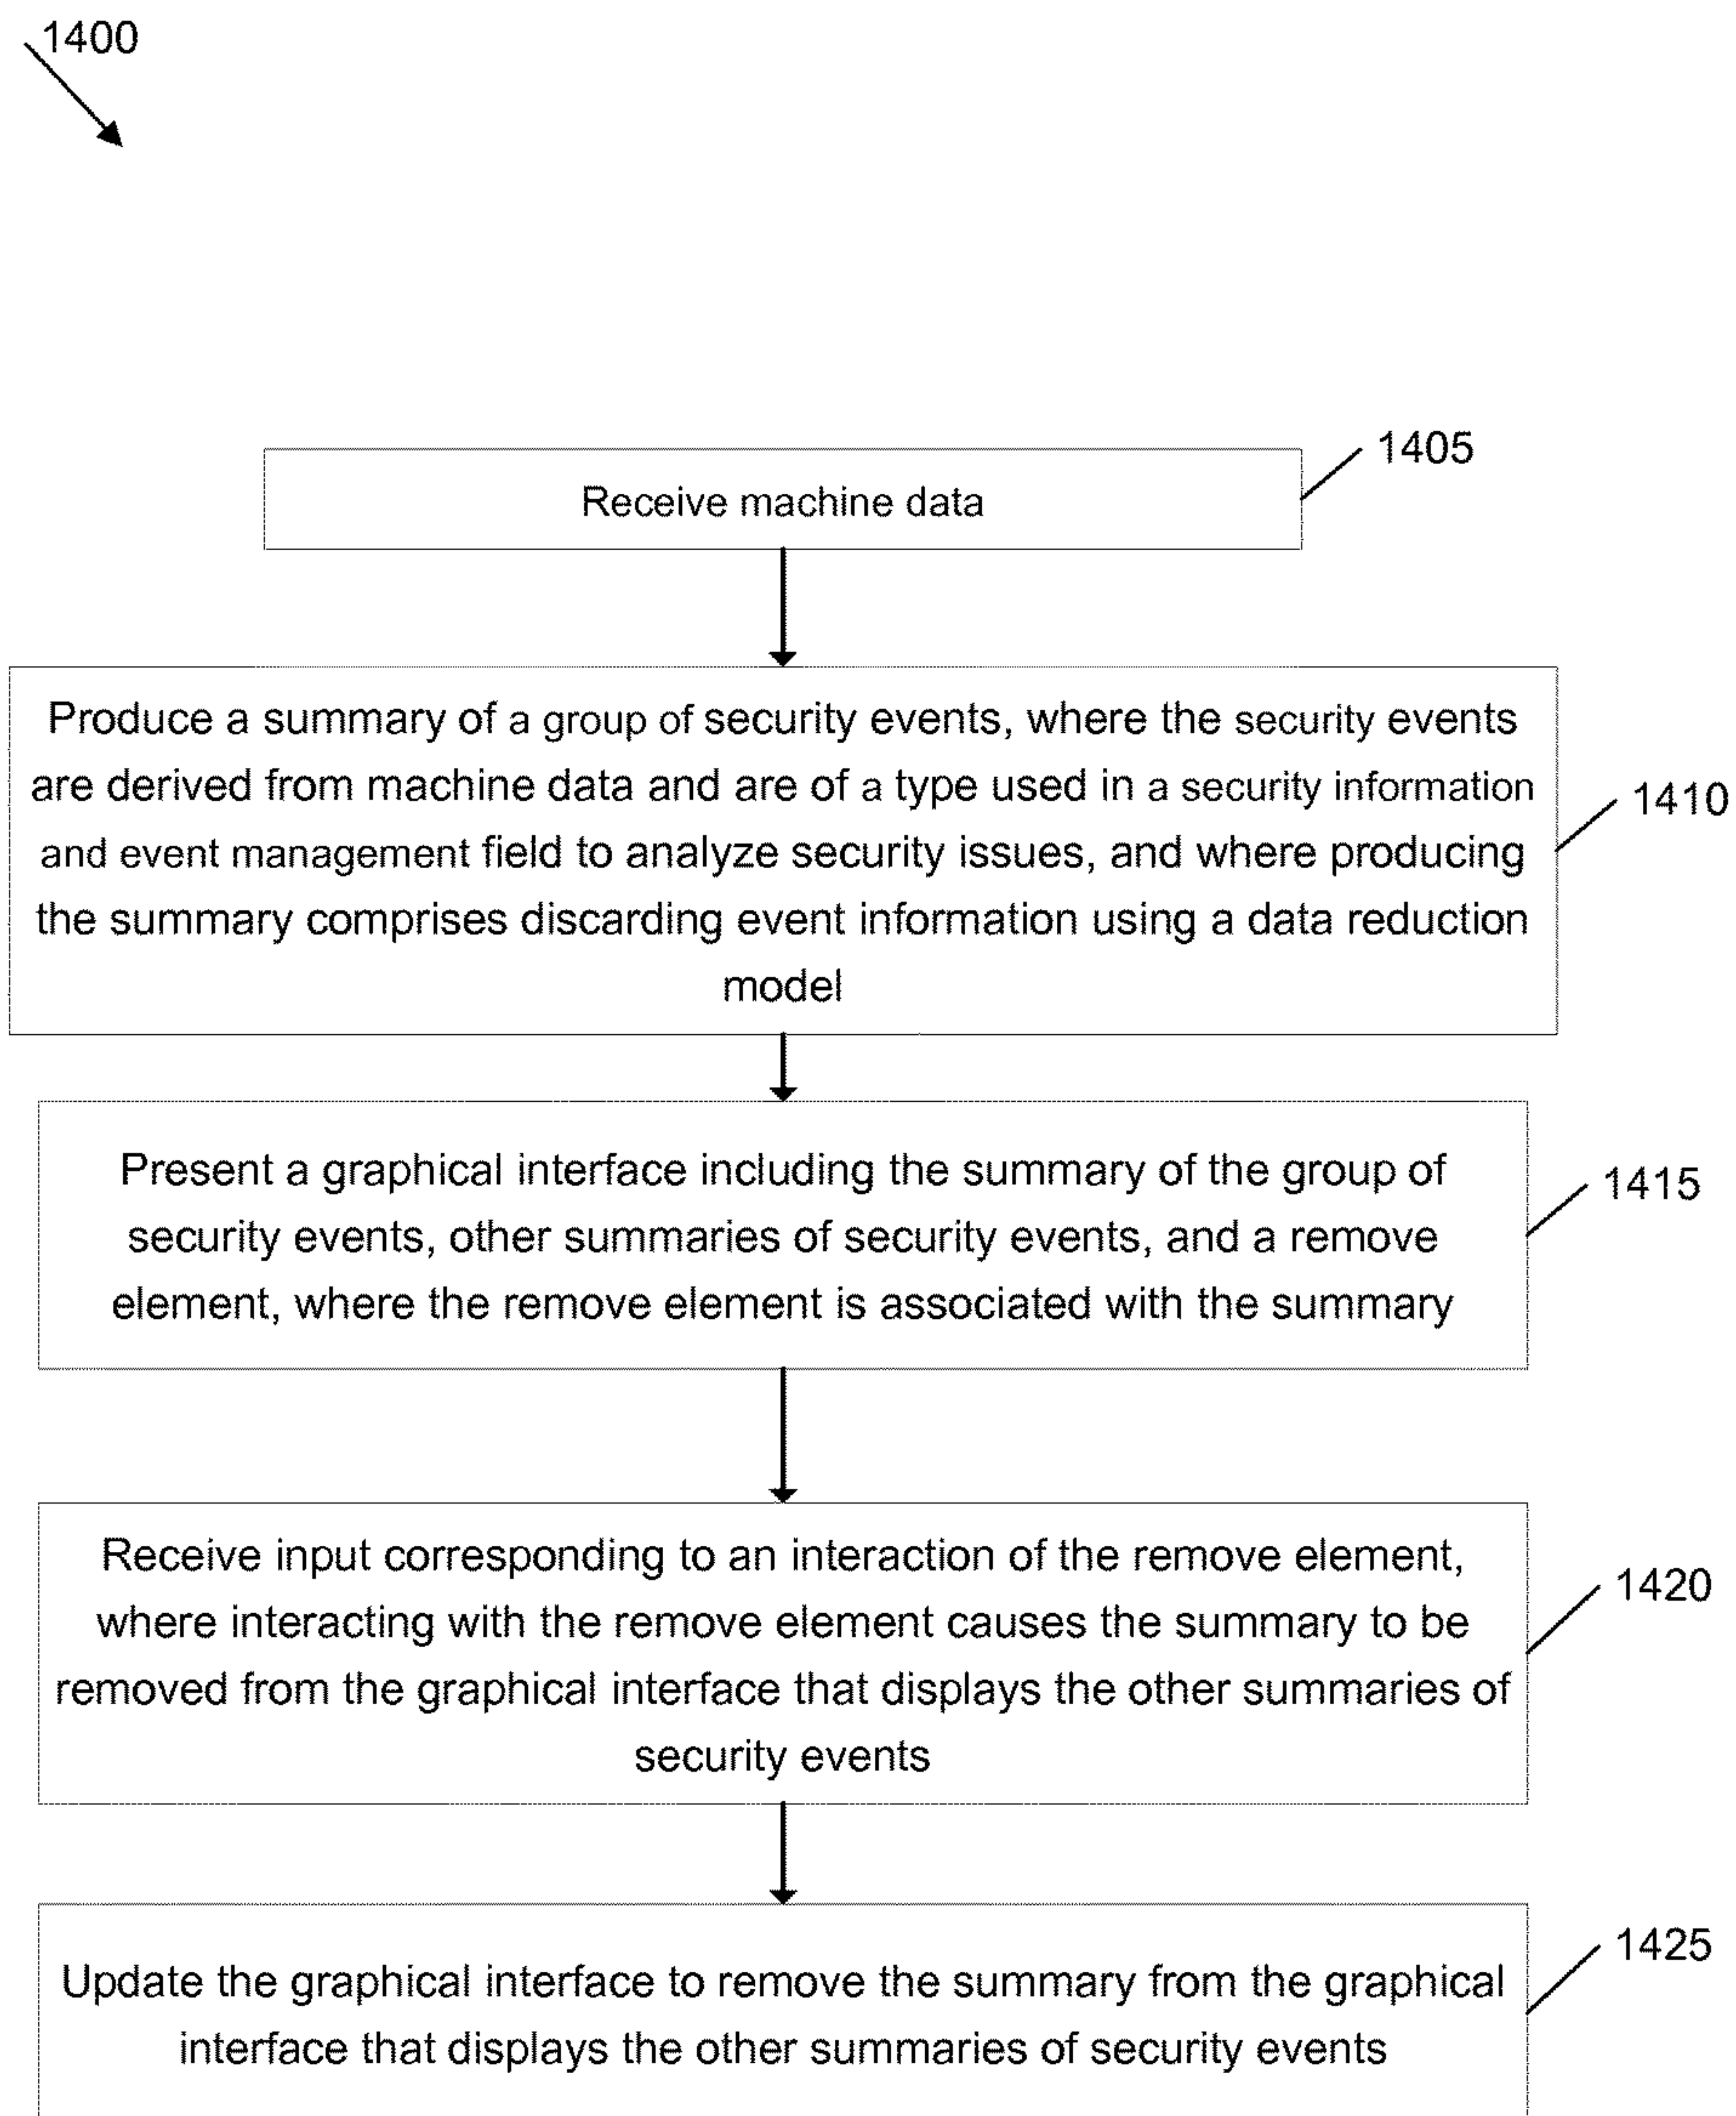 1400
1405
Receive machine data
Produce a summary of a group of security events, where the security events
are derived from machine data and are of a type used in a security information
and event management field to analyze security issues, and where producing
the summary comprises discarding event information using a data reduction
model
1410
Present a graphical interface including the summary of the group of
security events, other summaries of security events, and a remove
element, where the remove element is associated with the summary
1415
Receive input corresponding to an interaction of the remove element,
where interacting with the remove element causes the summary to be
removed from the graphical interface that displays the other summaries of
security events
1420
Update the graphical interface to remove the summary from the graphical
interface that displays the other summaries of security events
1425